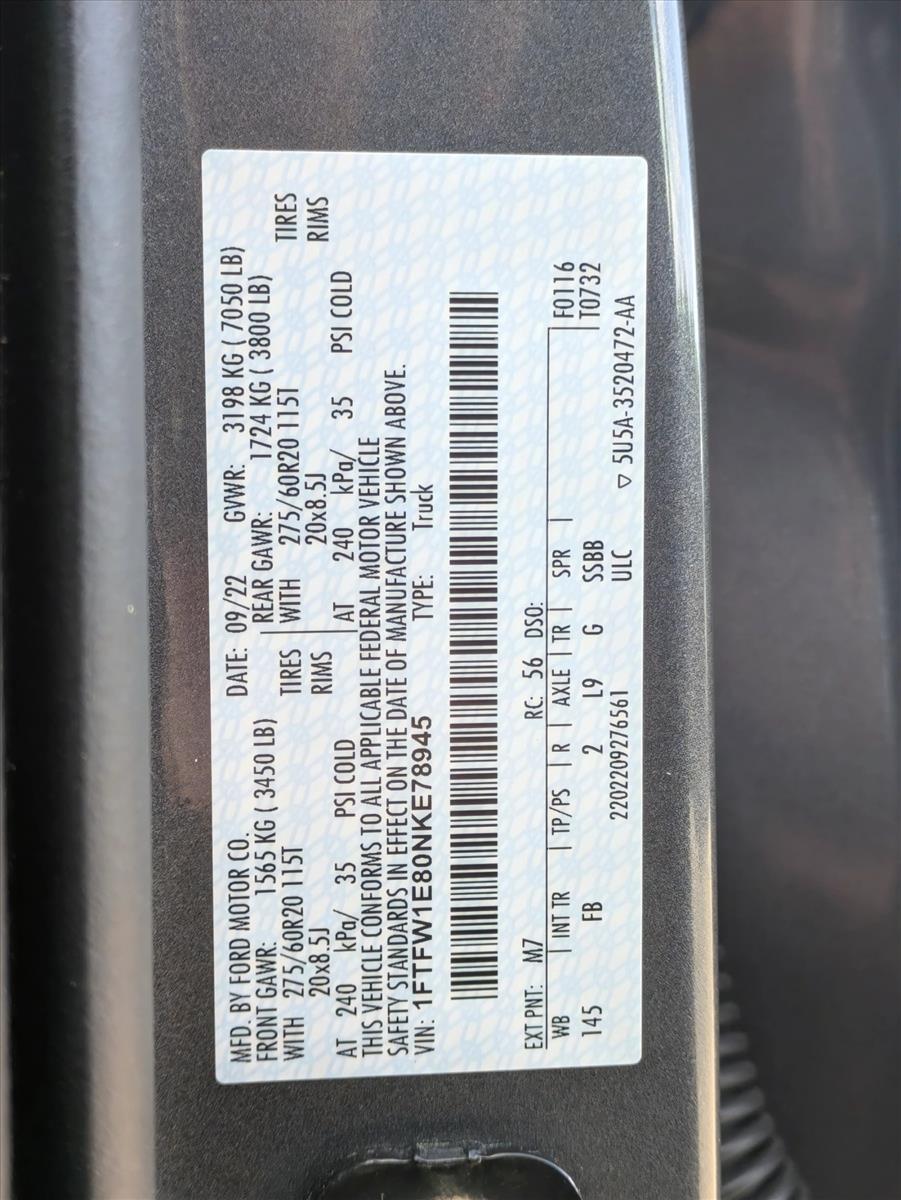 MFD. BY FORD MOTOR CO. DATE: 09/22 GVWR: 3198 KG ( 7050 LB)
FRONT GAWR: 1565 KG ( 3450 LB) REAR GAWR: 1724 KG ( 3800 LB)
WITH 275/60R20 115T TIRES WITH 275/60R20 115T TIRES
20x8.5J RIMS 20x8.5J RIMS
AT 240 kPa/ 35 PSI COLD AT 240 kPa/ 35 PSI COLD
THIS VEHICLE CONFORMS TO ALL APPLICABLE FEDERAL MOTOR VEHICLE
SAFETY STANDARDS IN EFFECT ON THE DATE OF MANUFACTURE SHOWN ABOVE.
VIN: 1FTFW1E80NKE78945 TYPE: Truck
EXT PNT: M7 RC: 56 DSO: F0116
WB | INT TR | TP/PS | R | AXLE | TR | SPR | T0732
145 FB 2 L9 G SSBB
220220927656I ULC ▽ 5U5A-3520472-AA